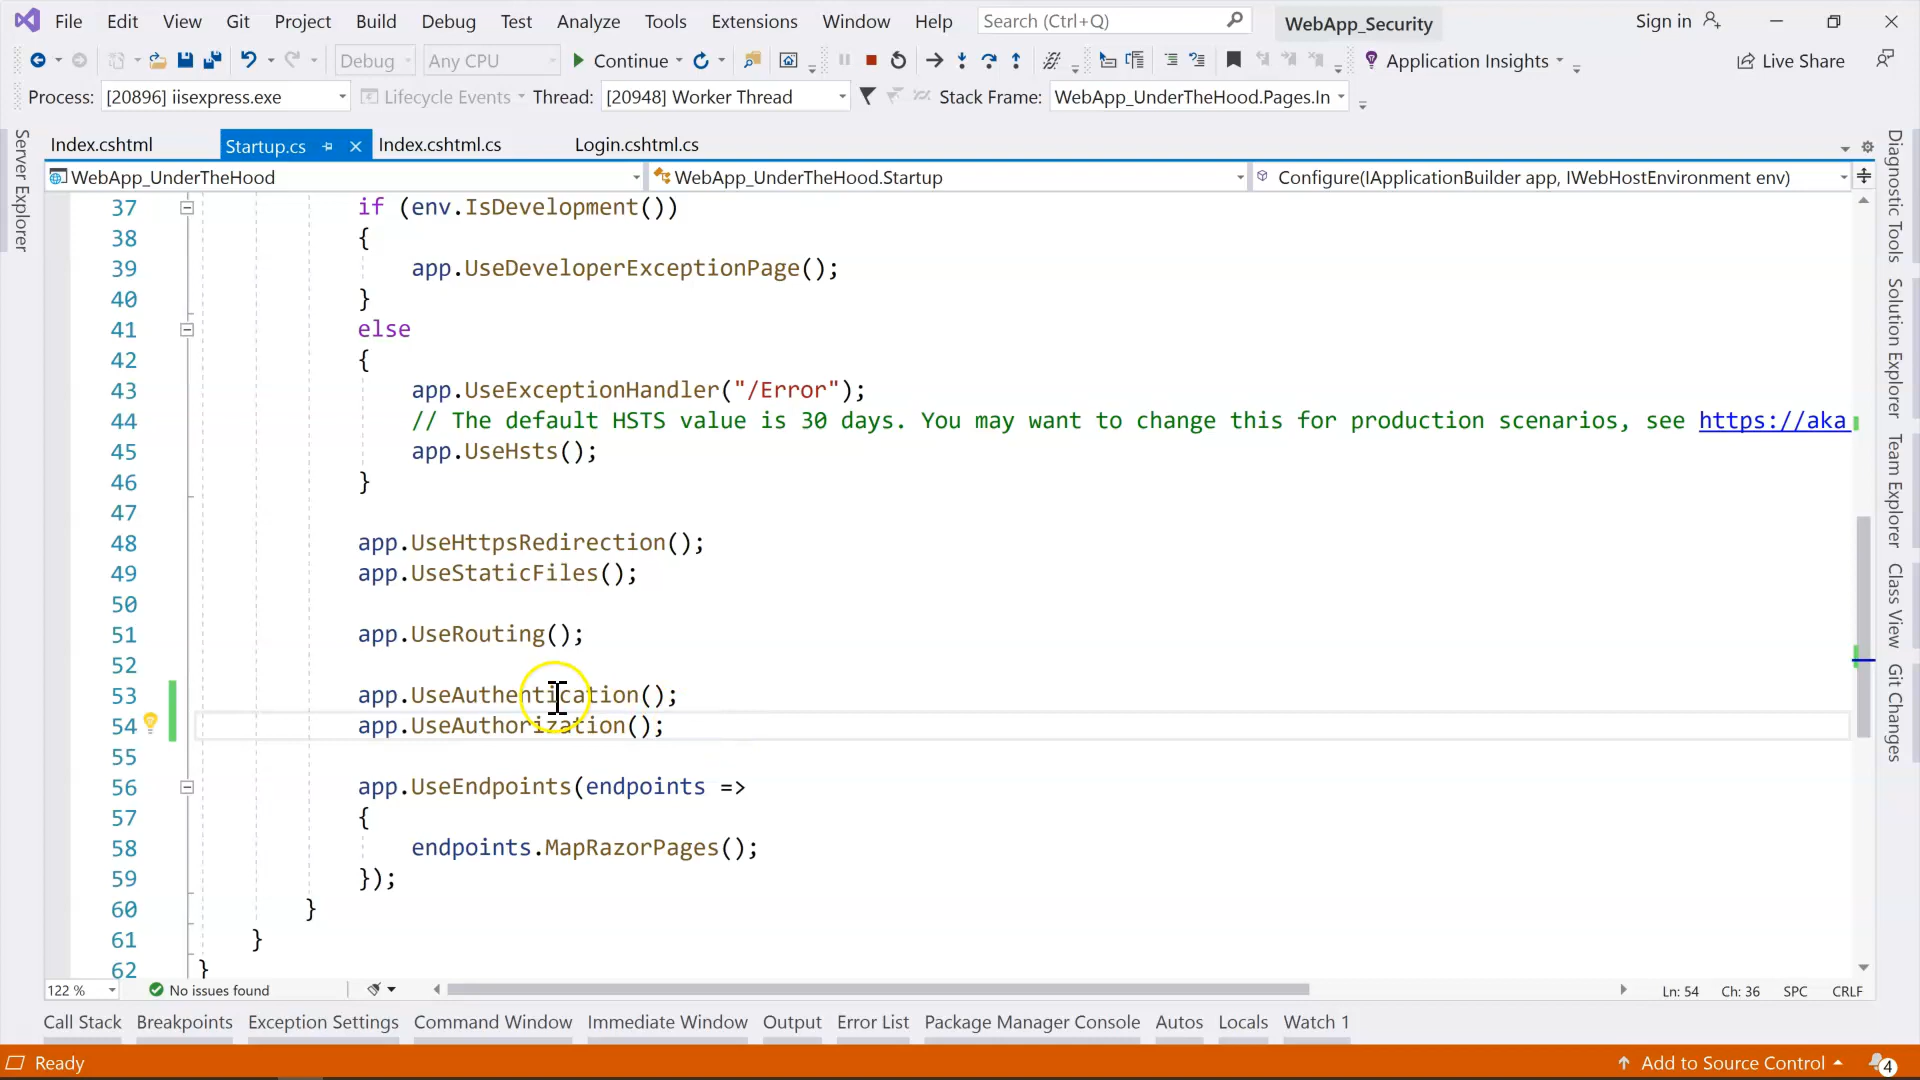 File Edit View Git Project Build Debug Test Analyze Tools Extensions Window Help Search (Ctrl+Q) WebApp_Security Sign in
Debug Any CPU Continue Application Insights Live Share
Process: [20896] iisexpress.exe Lifecycle Events Thread: [20948] Worker Thread Stack Frame: WebApp_UnderTheHood.Pages.In
Index.cshtml Startup.cs Index.cshtml.cs Login.cshtml.cs
WebApp_UnderTheHood WebApp_UnderTheHood.Startup Configure(IApplicationBuilder app, IWebHostEnvironment env)
Server Explorer
37 if (env.IsDevelopment())
38 {
39 app.UseDeveloperExceptionPage();
40 }
41 else
42 {
43 app.UseExceptionHandler("/Error");
44 // The default HSTS value is 30 days. You may want to change this for production scenarios, see https://aka
45 app.UseHsts();
46 }
47
48 app.UseHttpsRedirection();
49 app.UseStaticFiles();
50
51 app.UseRouting();
52
53 app.UseAuthentication();
54 app.UseAuthorization();
55
56 app.UseEndpoints(endpoints =>
57 {
58 endpoints.MapRazorPages();
59 });
60 }
61 }
62 }
Diagnostic Tools
Solution Explorer
Team Explorer
Class View
Git Changes
122 % No issues found Ln: 54 Ch: 36 SPC CRLF
Call Stack Breakpoints Exception Settings Command Window Immediate Window Output Error List Package Manager Console Autos Locals Watch 1
Ready Add to Source Control 4